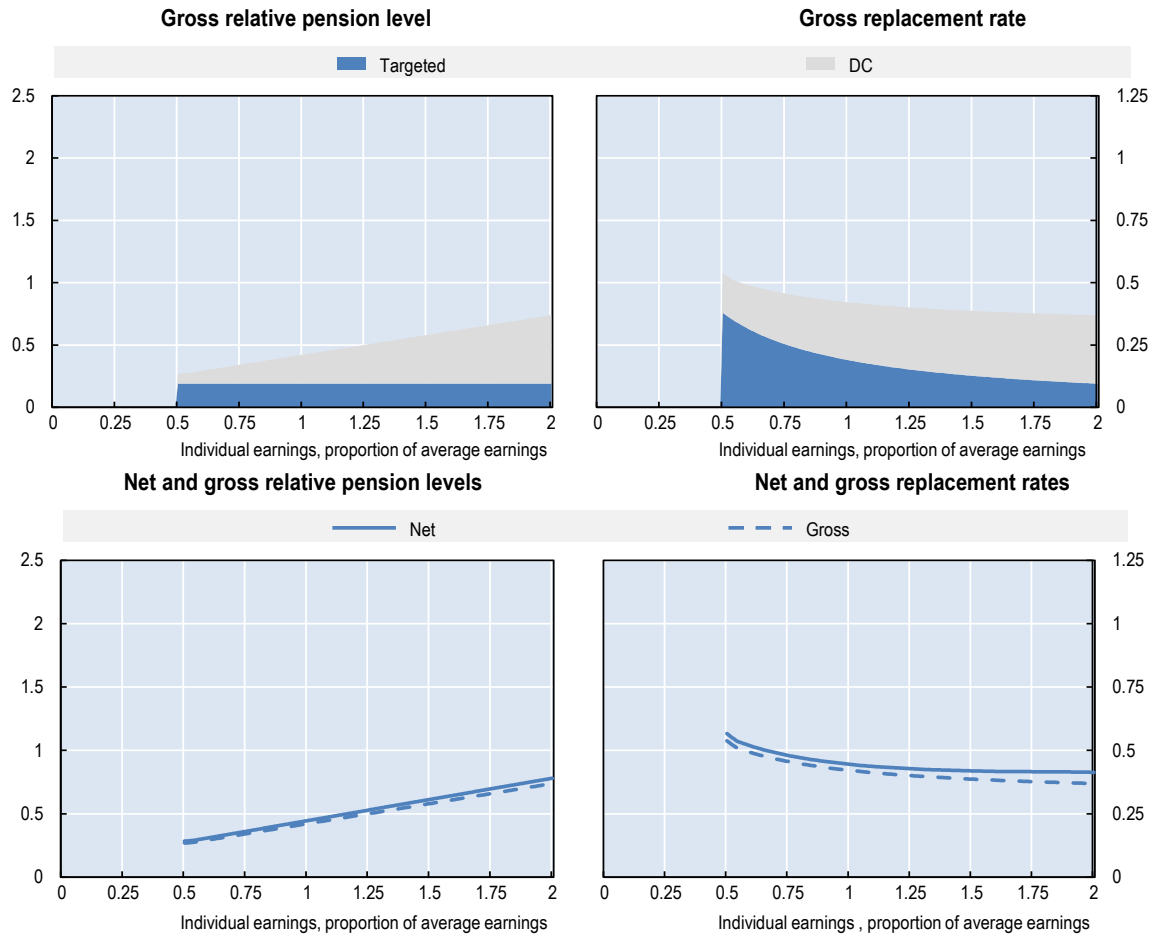 Gross relative pension level
Gross replacement rate
Targeted
DC
2.5
2
1.5
1
0.5
0
0 0.25 0.5 0.75 1 1.25 1.5 1.75 2
Individual earnings, proportion of average earnings
1.25
1
0.75
0.5
0.25
0
0 0.25 0.5 0.75 1 1.25 1.5 1.75 2
Individual earnings, proportion of average earnings
Net and gross relative pension levels
Net and gross replacement rates
Net
Gross
2.5
2
1.5
1
0.5
0
0 0.25 0.5 0.75 1 1.25 1.5 1.75 2
Individual earnings, proportion of average earnings
1.25
1
0.75
0.5
0.25
0
0 0.25 0.5 0.75 1 1.25 1.5 1.75 2
Individual earnings , proportion of average earnings